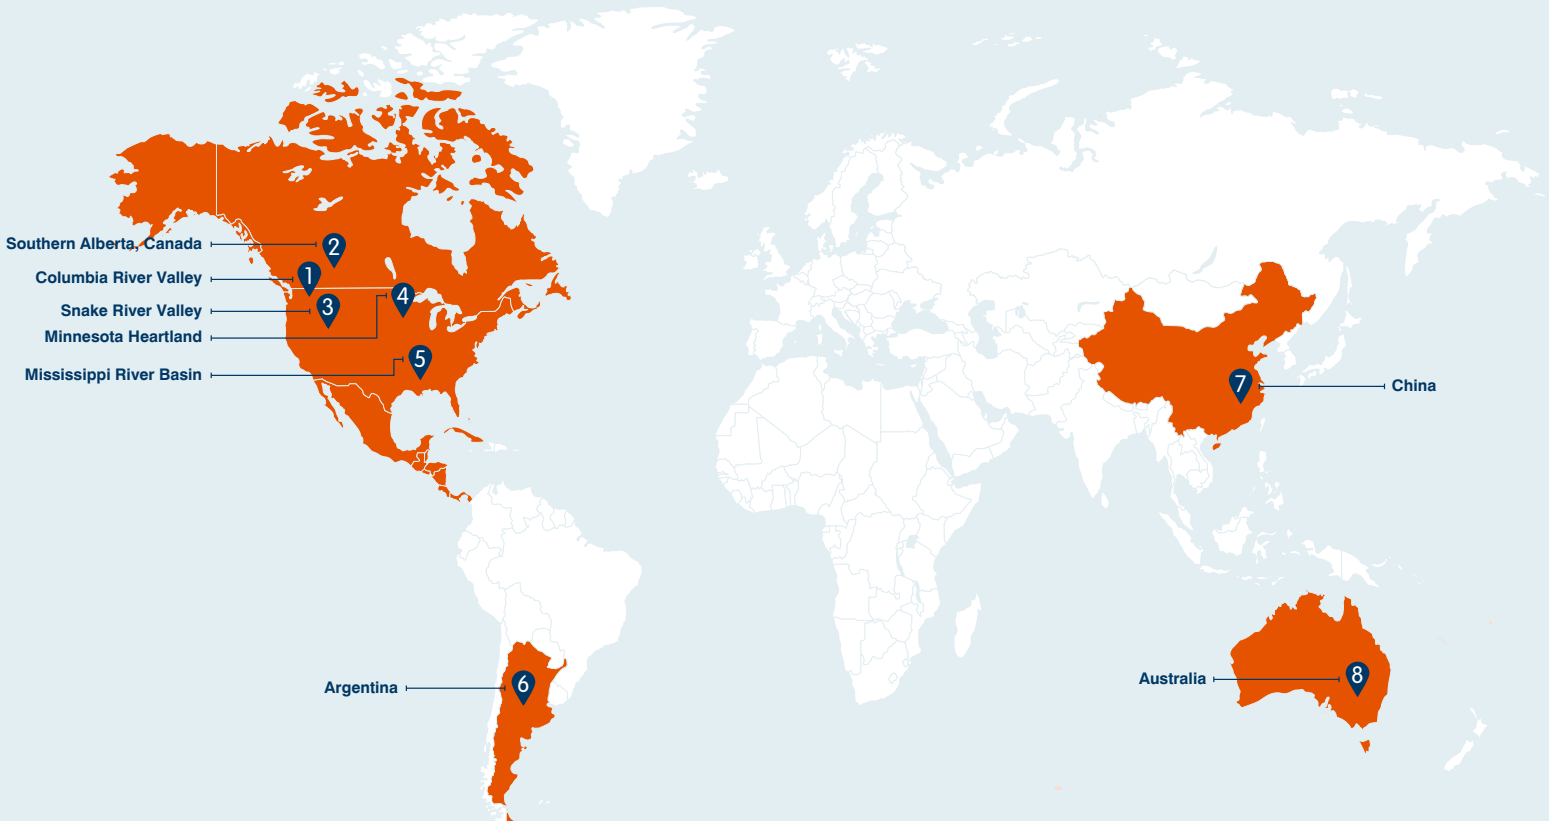 Southern Alberta, Canada
2
Columbia River Valley
1
Snake River Valley
3
Minnesota Heartland
4
Mississippi River Basin
5
7
China
Argentina
6
Australia
8